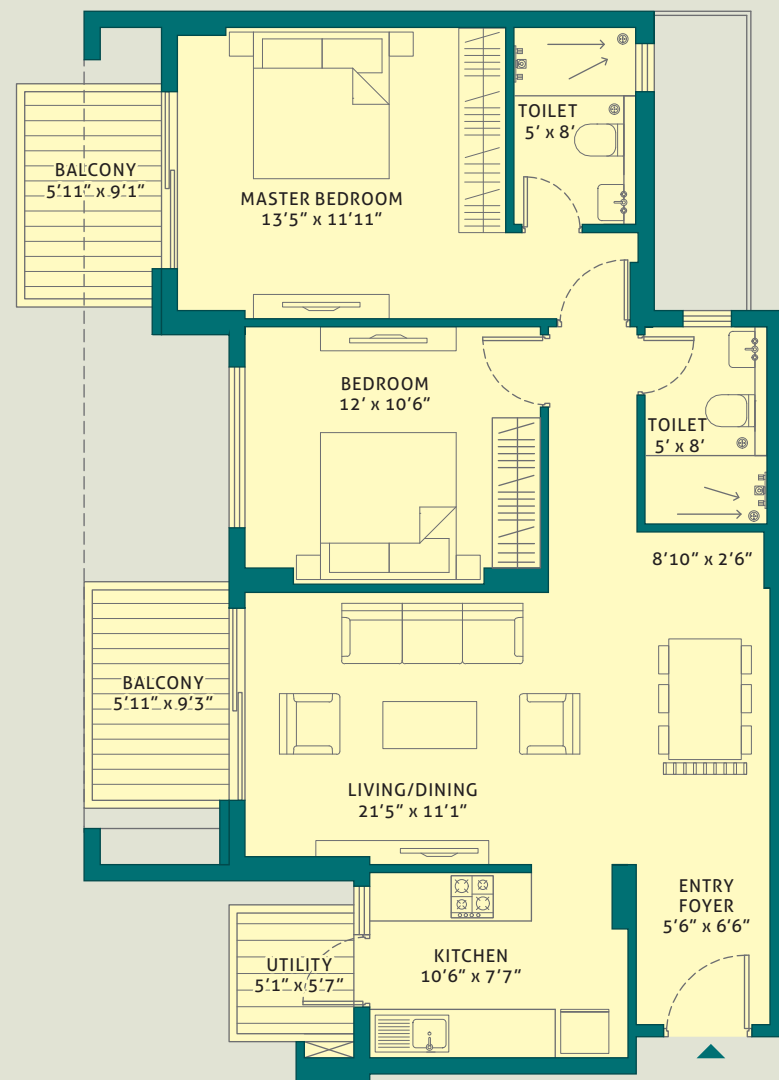 TOILET
5' x 8'
BALCONY
5'11" x 9'1"
MASTER BEDROOM
13'5" x 11'11"
BEDROOM
12' x 10'6"
TOILET
5' x 8'
8'10" x 2'6"
BALCONY
5'11" x 9'3"
LIVING/DINING
21'5" x 11'1"
ENTRY
FOYER
5'6" x 6'6"
KITCHEN
10'6" x 7'7"
UTILITY
5'1" x 5'7"